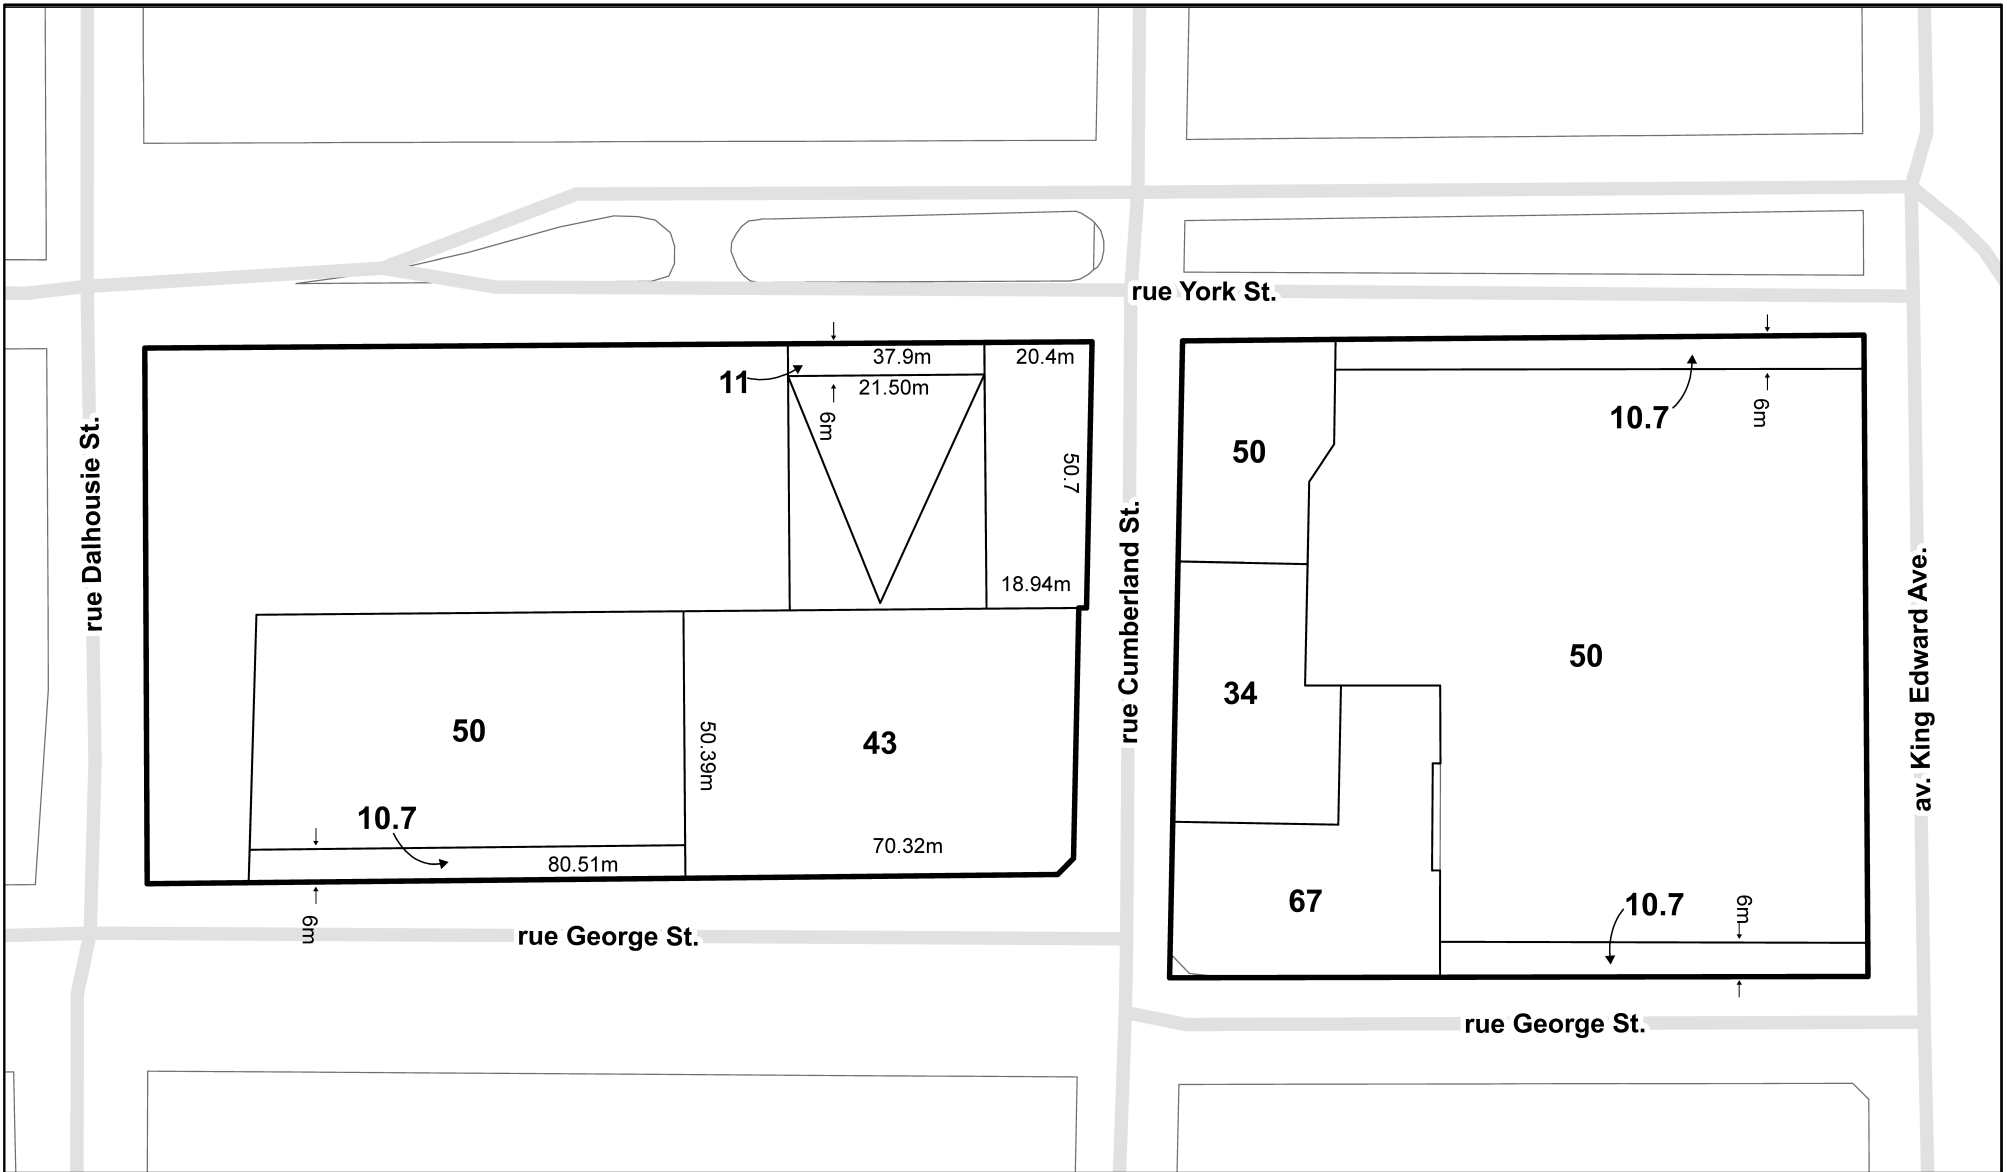 rue York St.
37.9m
20.4m
11
21.50m
6m
10.7
6m
50
50.7
rue Dalhousie St.
rue Cumberland St.
av. King Edward Ave.
18.94m
50
34
50
43
50.39m
10.7
80.51m
70.32m
67
10.7
6m
6m
rue George St.
rue George St.